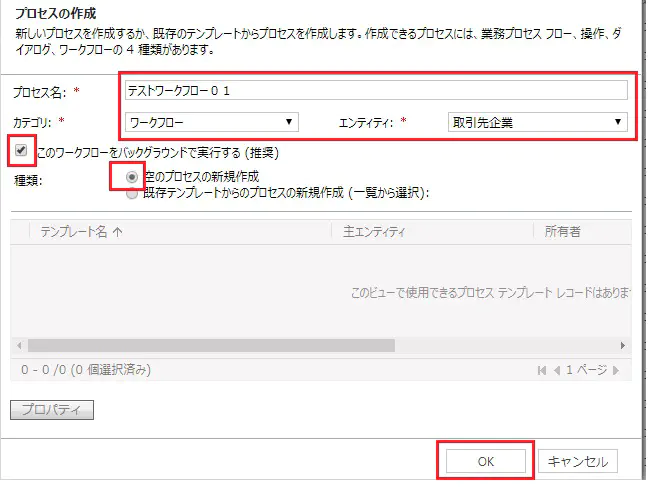 プロセスの作成
新しいプロセスを作成するか、既存のテンプレートからプロセスを作成します。作成できるプロセスには、業務プロセス フロー、操作、ダ
イアログ、ワークフローの 4 種類があります。
プロセス名: * テストワークフロー０１
カテゴリ: * ワークフロー エンティティ: * 取引先企業
このワークフローをバックグラウンドで実行する (推奨)
種類: 空のプロセスの新規作成
既存テンプレートからのプロセスの新規作成 (一覧から選択):
テンプレート名 ↑ 主エンティティ 所有者
このビューで使用できるプロセス テンプレート レコードはありま
0 - 0 /0 (0 個選択済み) 1 ページ
プロパティ
OK キャンセル